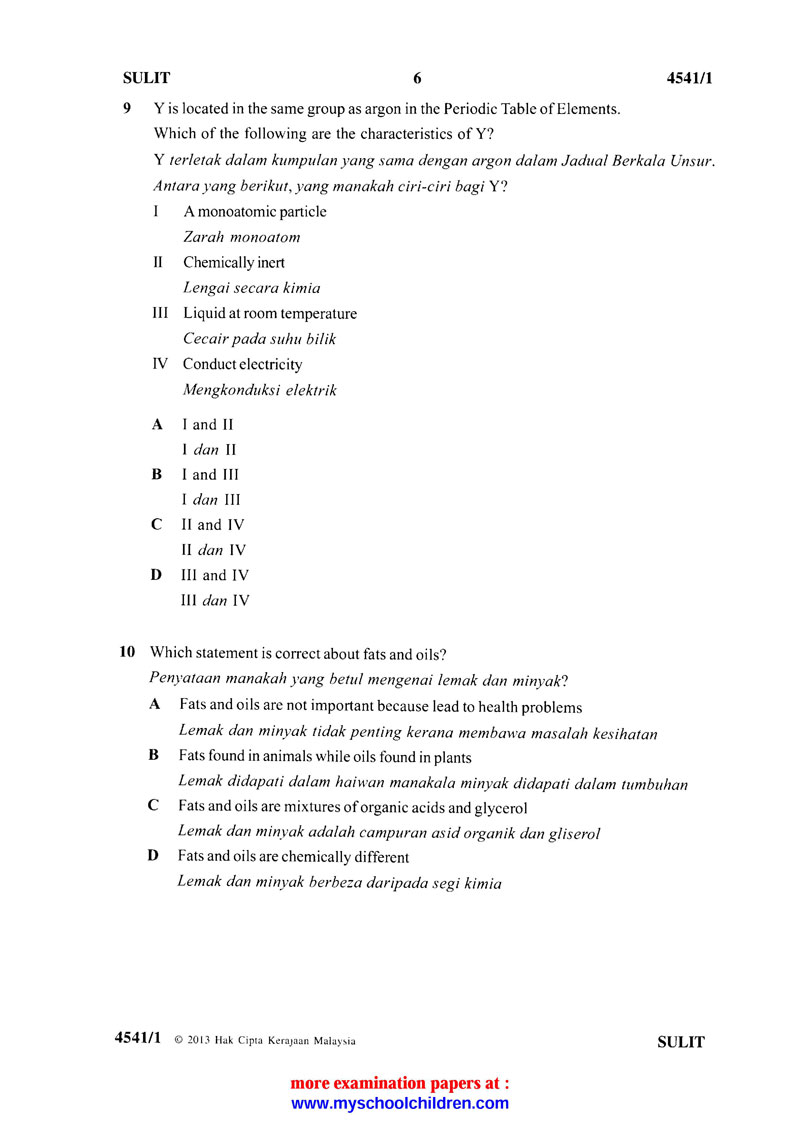 SULIT 6 4541/1
9 Y is located in the same group as argon in the Periodic Table of Elements.
Which of the following are the characteristics of Y?
Y terletak dalam kumpulan yang sama dengan argon dalam Jadual Berkala Unsur.
Antara yang berikut, yang manakah ciri-ciri bagi Y?
I A monoatomic particle
Zarah monoatom
II Chemically inert
Lengai secara kimia
III Liquid at room temperature
Cecair pada suhu bilik
IV Conduct electricity
Mengkonduksi elektrik
A I and II
I dan II
B I and III
I dan III
C II and IV
II dan IV
D III and IV
III dan IV
10 Which statement is correct about fats and oils?
Penyataan manakah yang betul mengenai lemak dan minyak?
A Fats and oils are not important because lead to health problems
Lemak dan minyak tidak penting kerana membawa masalah kesihatan
B Fats found in animals while oils found in plants
Lemak didapati dalam haiwan manakala minyak didapati dalam tumbuhan
C Fats and oils are mixtures of organic acids and glycerol
Lemak dan minyak adalah campuran asid organik dan gliserol
D Fats and oils are chemically different
Lemak dan minyak berbeza daripada segi kimia
4541/1 © 2013 Hak Cipta Kerajaan Malaysia SULIT
more examination papers at :
www.myschoolchildren.com